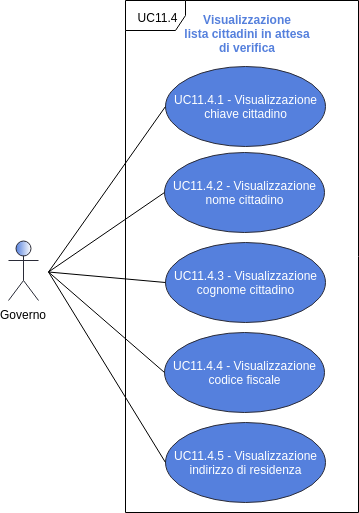 UC11.4
Visualizzazione
lista cittadini in attesa
di verifica
UC11.4.1 - Visualizzazione
chiave cittadino
UC11.4.2 - Visualizzazione
nome cittadino
UC11.4.3 - Visualizzazione
cognome cittadino
Governo
UC11.4.4 - Visualizzazione
codice fiscale
UC11.4.5 - Visualizzazione
indirizzo di residenza